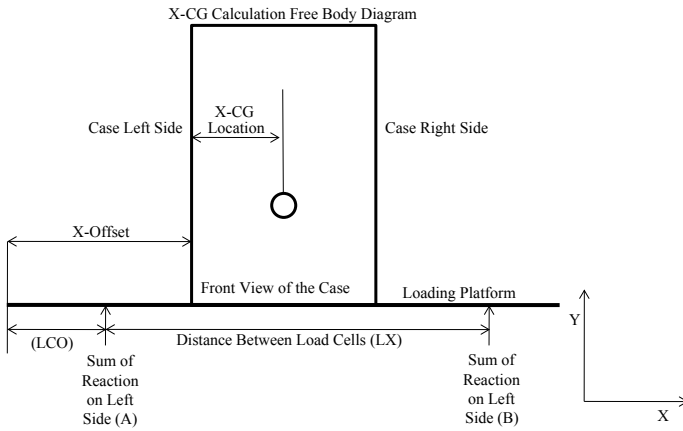 X-CG Calculation Free Body Diagram
X-CG
Location
Case Left Side
Case Right Side
X-Offset
Front View of the Case
Loading Platform
(LCO)
Distance Between Load Cells (LX)
Sum of
Reaction
on Left
Side (A)
Sum of
Reaction
on Left
Side (B)
Y
X